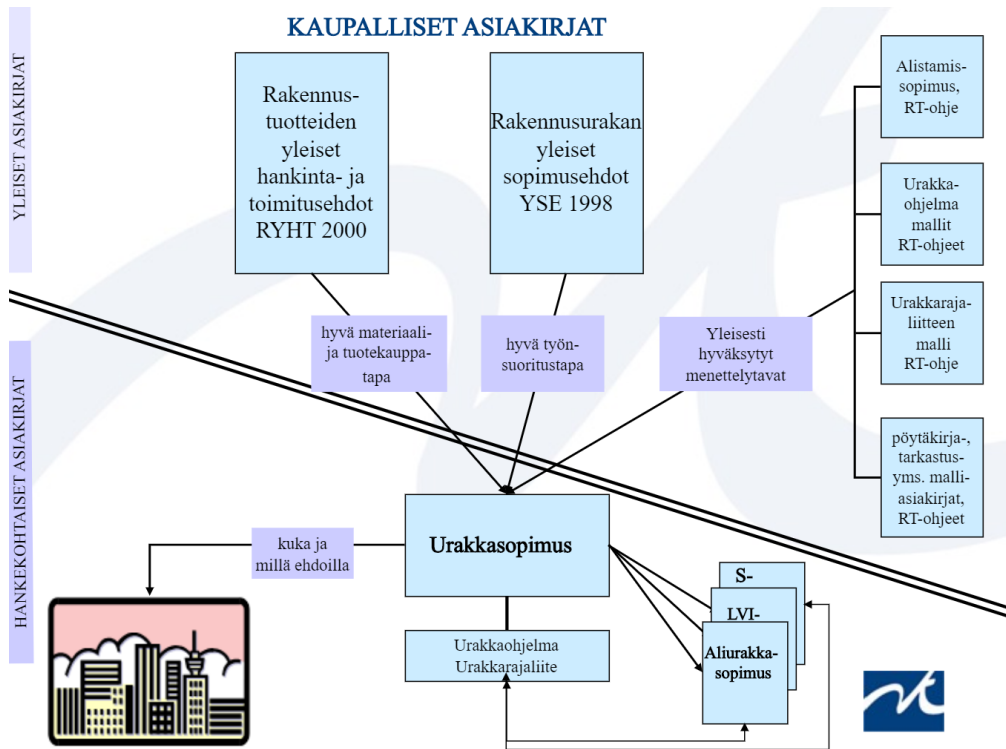 KAUPALLISET ASIAKIRJAT
YLEISET ASIAKIRJAT
Rakennus-
tuotteiden
yleiset
hankinta- ja
toimitusehdot
RYHT 2000
Rakennusurakan
yleiset
sopimusehdot
YSE 1998
Alistamis-
sopimus,
RT-ohje
Urakka-
ohjelma
mallit
RT-ohjeet
Urakkaraja-
liitteen
malli
RT-ohje
pöytäkirja-,
tarkastus-
yms. malli-
asiakirjat,
RT-ohjeet
hyvä materiaali-
ja tuotekauppa-
tapa
hyvä työn-
suoritustapa
Yleisesti
hyväksytyt
menettelytavat
HANKEKOHTAISET ASIAKIRJAT
Urakkasopimus
kuka ja
millä ehdoilla
Urakkaohjelma
Urakkarajaliite
S-
LVI-
Aliurakka-
sopimus